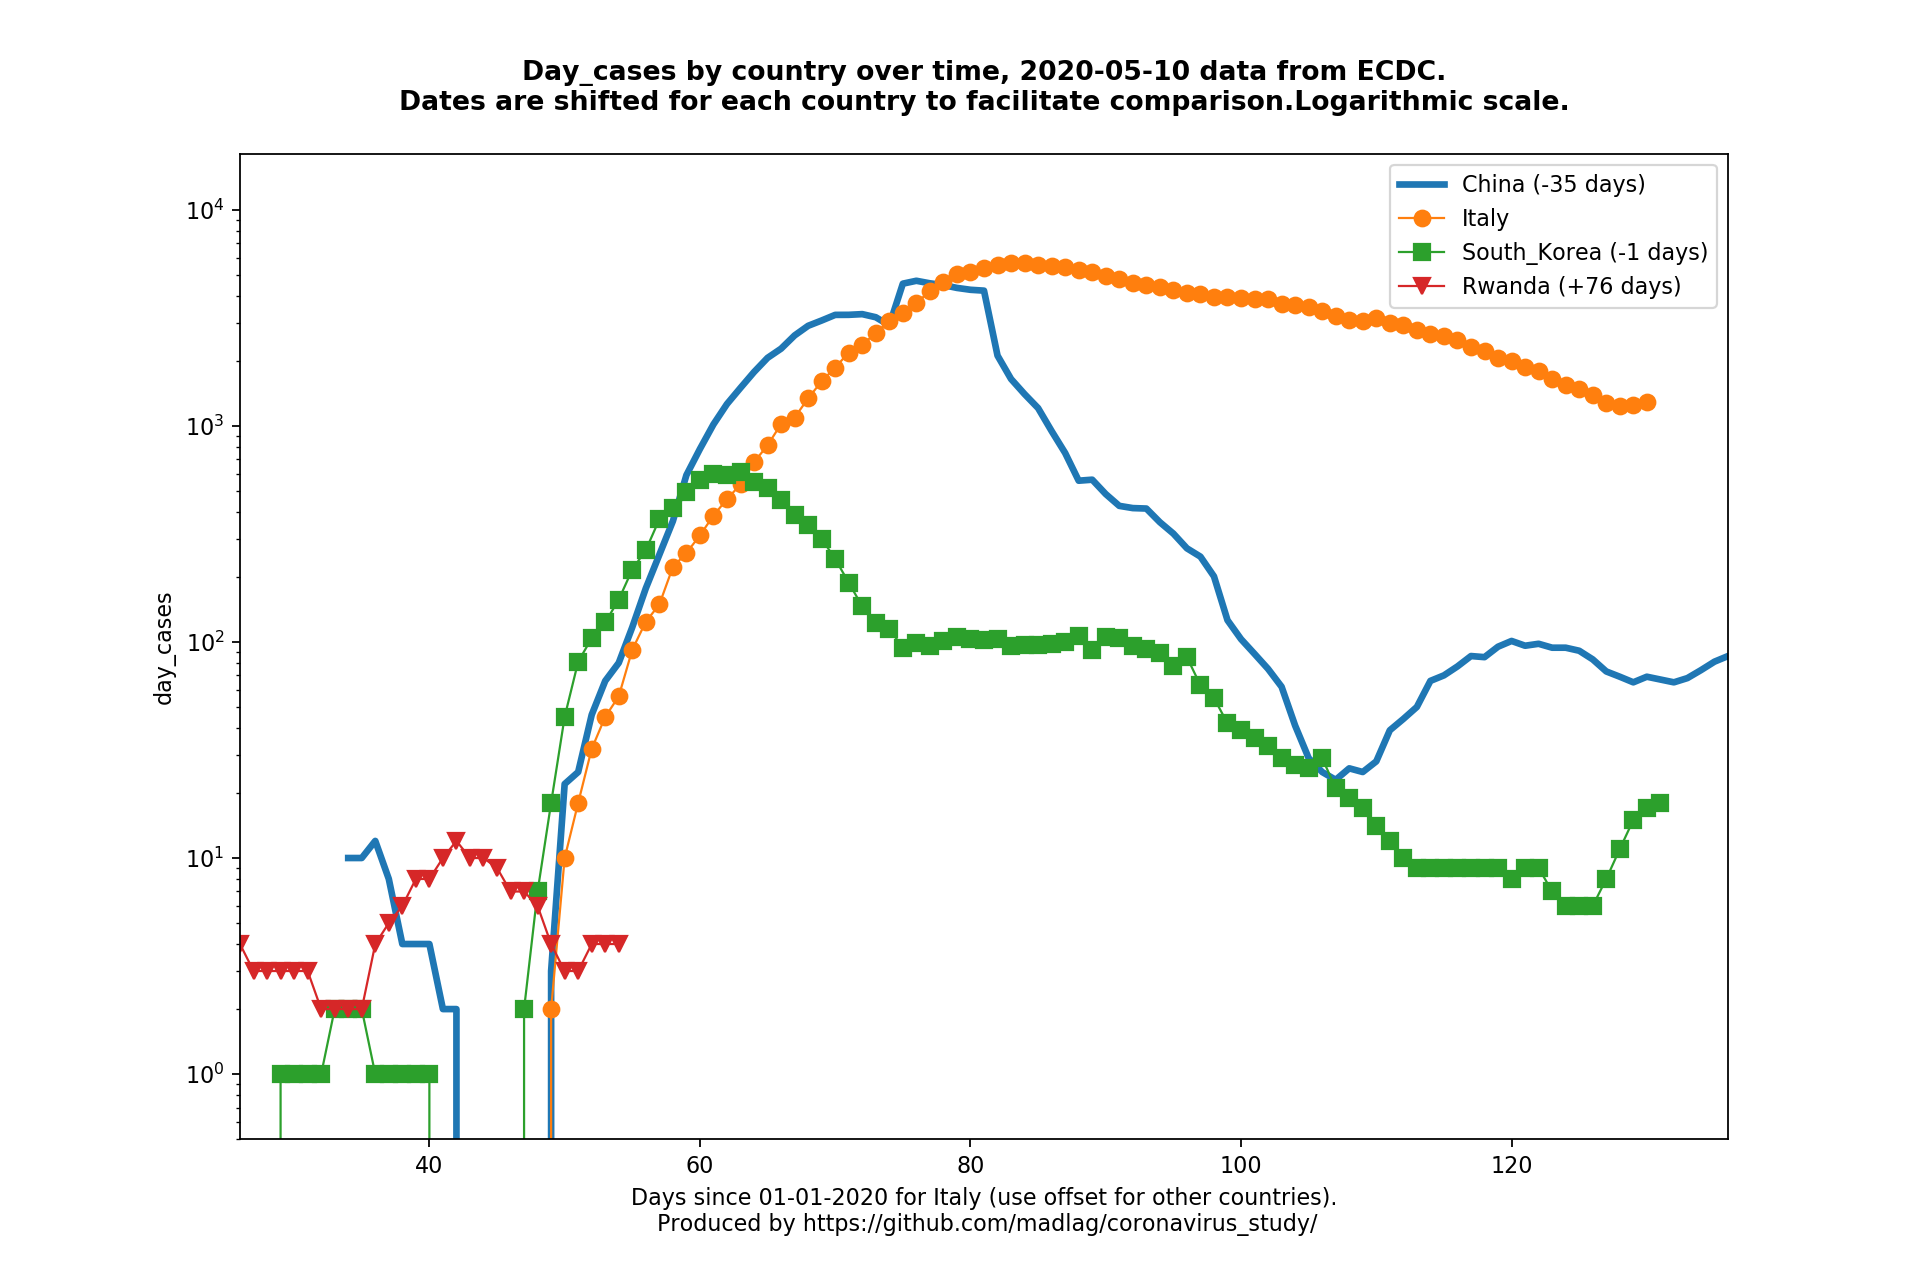 Day_cases by country over time, 2020-05-10 data from ECDC.
Dates are shifted for each country to facilitate comparison.Logarithmic scale.
China (-35 days)
Italy
South_Korea (-1 days)
Rwanda (+76 days)
day_cases
10⁴
10³
10²
10¹
10⁰
40 60 80 100 120
Days since 01-01-2020 for Italy (use offset for other countries).
Produced by https://github.com/madlag/coronavirus_study/